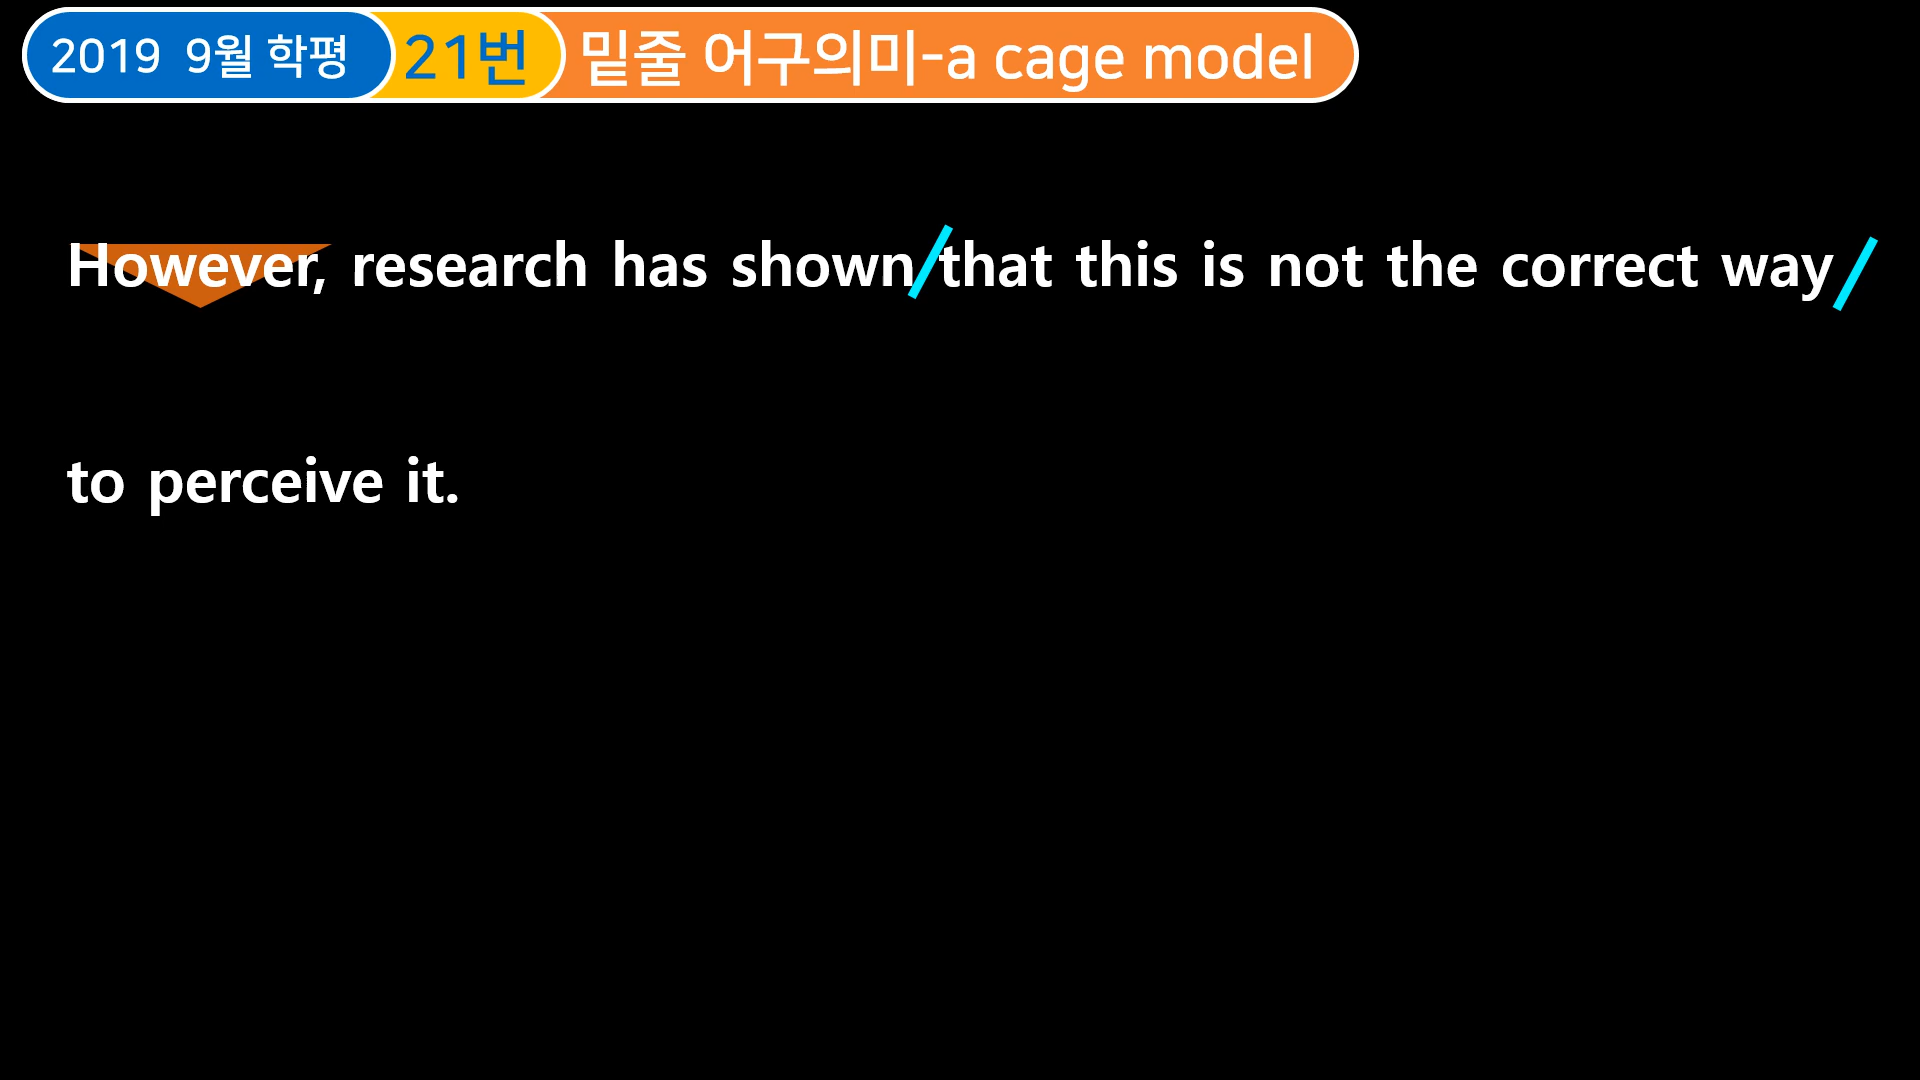 2019 9월 학평 21번 밑줄 어구의미-a cage model
However, research has shown/that this is not the correct way/
to perceive it.